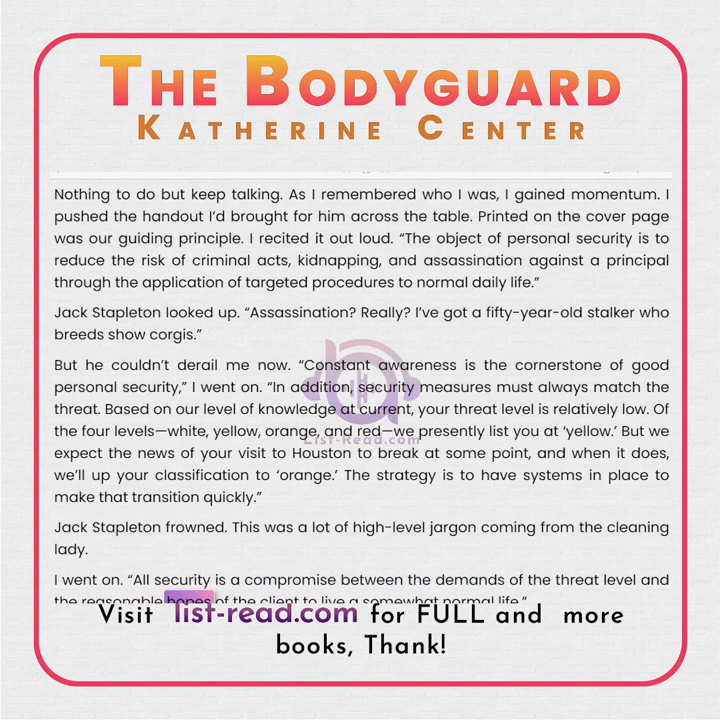 THE BODYGUARD
KATHERINE CENTER
Nothing to do but keep talking. As I remembered who I was, I gained momentum. I
pushed the handout I’d brought for him across the table. Printed on the cover page
was our guiding principle. I recited it out loud. “The object of personal security is to
reduce the risk of criminal acts, kidnapping, and assassination against a principal
through the application of targeted procedures to normal daily life.”
Jack Stapleton looked up. “Assassination? Really? I’ve got a fifty-year-old stalker who
breeds show corgis.”
But he couldn’t derail me now. “Constant awareness is the cornerstone of good
personal security,” I went on. “In addition, security measures must always match the
threat. Based on our level of knowledge at current, your threat level is relatively low. Of
the four levels—white, yellow, orange, and red—we presently list you at ‘yellow.’ But we
List-Read.com
expect the news of your visit to Houston to break at some point, and when it does,
we’ll up your classification to ‘orange.’ The strategy is to have systems in place to
make that transition quickly.”
Jack Stapleton frowned. This was a lot of high-level jargon coming from the cleaning
lady.
I went on. “All security is a compromise between the demands of the threat level and
the reasonable hopes of the client to live a somewhat normal life.”
Visit list-read.com for FULL and more
books, Thank!